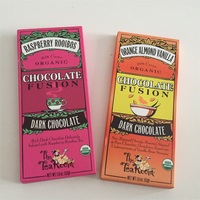 RASPBERRY ROOIBOS
ORGANIC
CHOCOLATE
FUSION
DARK CHOCOLATE
The
Tea Room
ORANGE ALMOND VANILLA
ORGANIC
CHOCOLATE
FUSION
DARK CHOCOLATE
The
Tea Room